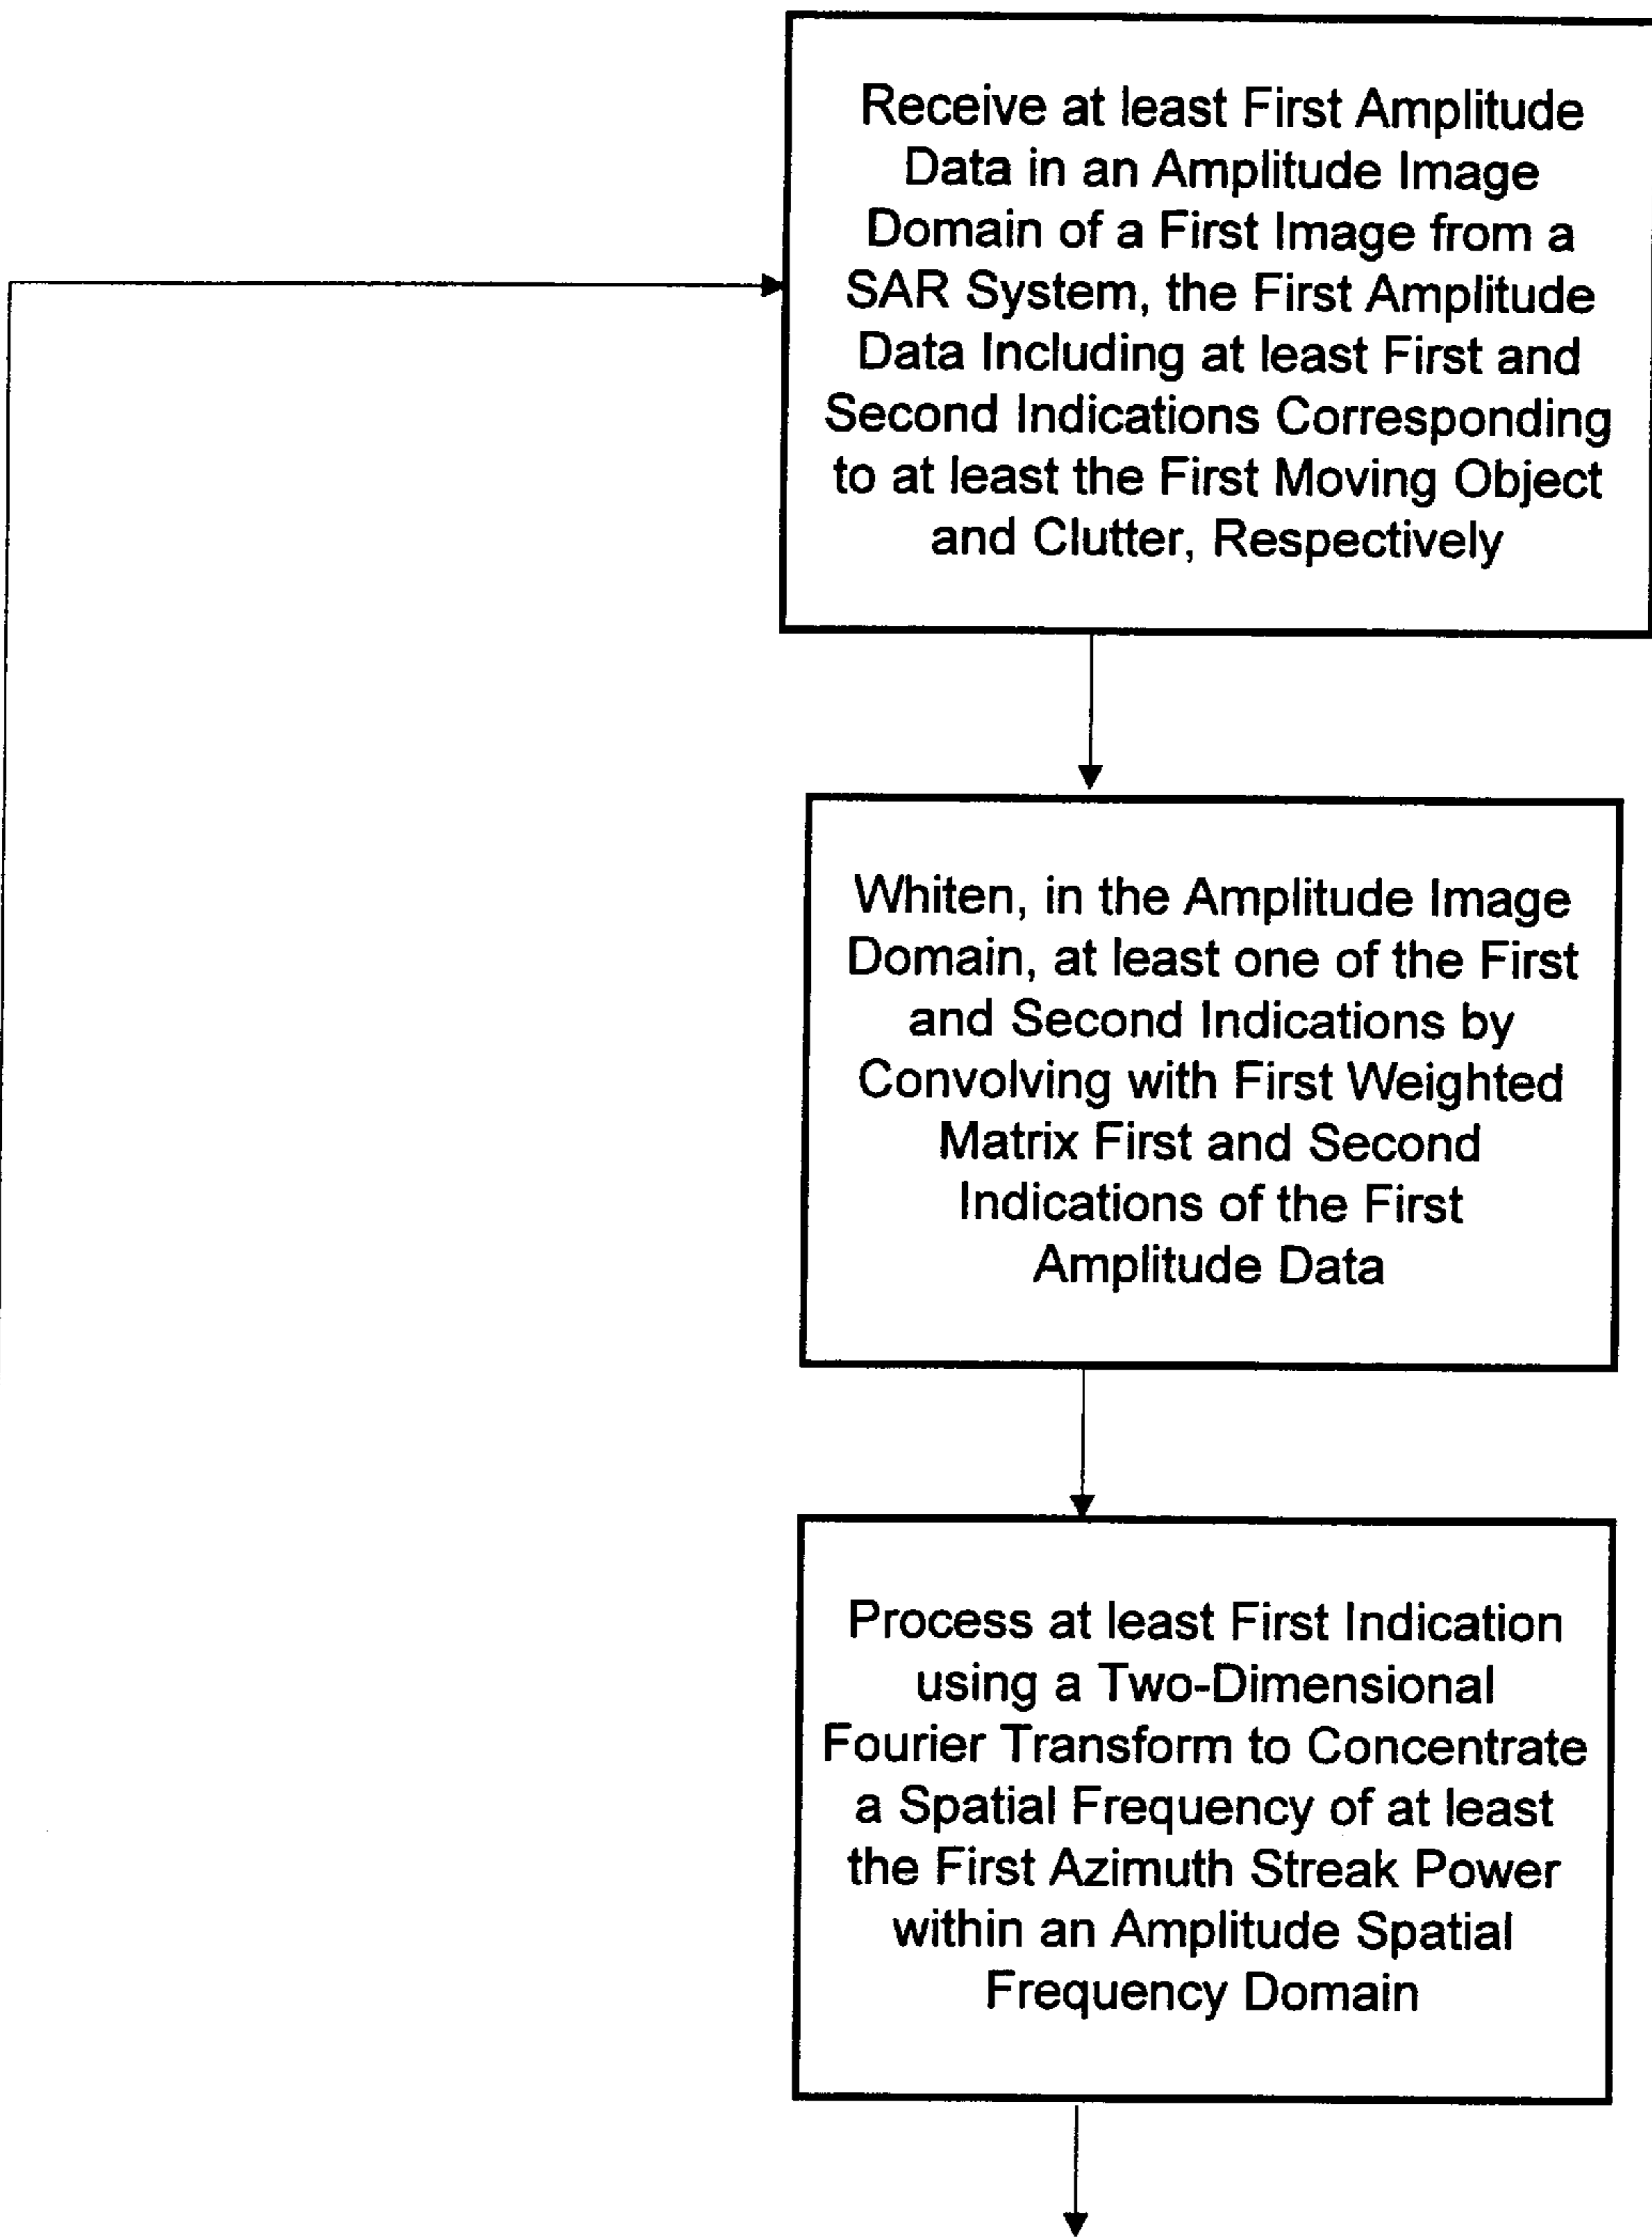 Receive at least First Amplitude
Data in an Amplitude Image
Domain of a First Image from a
SAR System, the First Amplitude
Data Including at least First and
Second Indications Corresponding
to at least the First Moving Object
and Clutter, Respectively
Whiten, in the Amplitude Image
Domain, at least one of the First
and Second Indications by
Convolving with First Weighted
Matrix First and Second
Indications of the First
Amplitude Data
Process at least First Indication
using a Two-Dimensional
Fourier Transform to Concentrate
a Spatial Frequency of at least
the First Azimuth Streak Power
within an Amplitude Spatial
Frequency Domain